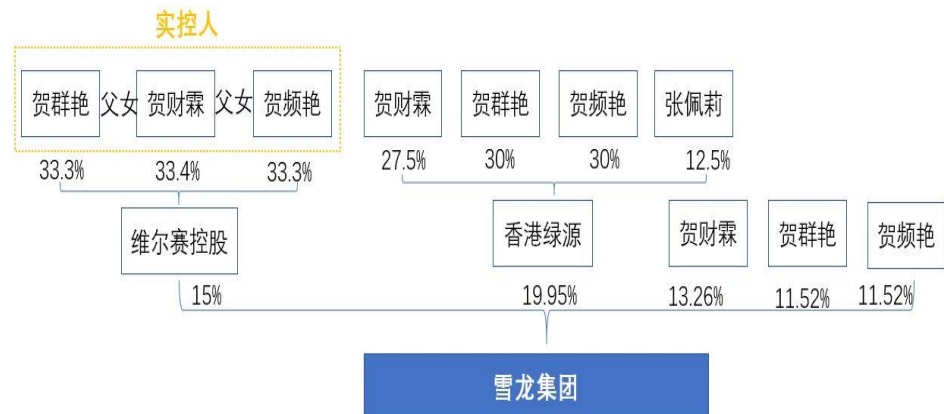 实控人
贺群艳 父女 贺财霖 父女 贺频艳 贺财霖 贺群艳 贺频艳 张佩莉
33.3% 33.4% 33.3% 27.5% 30% 30% 12.5%
维尔赛控股 香港绿源 贺财霖 贺群艳 贺频艳
15% 19.95% 13.26% 11.52% 11.52%
雪龙集团